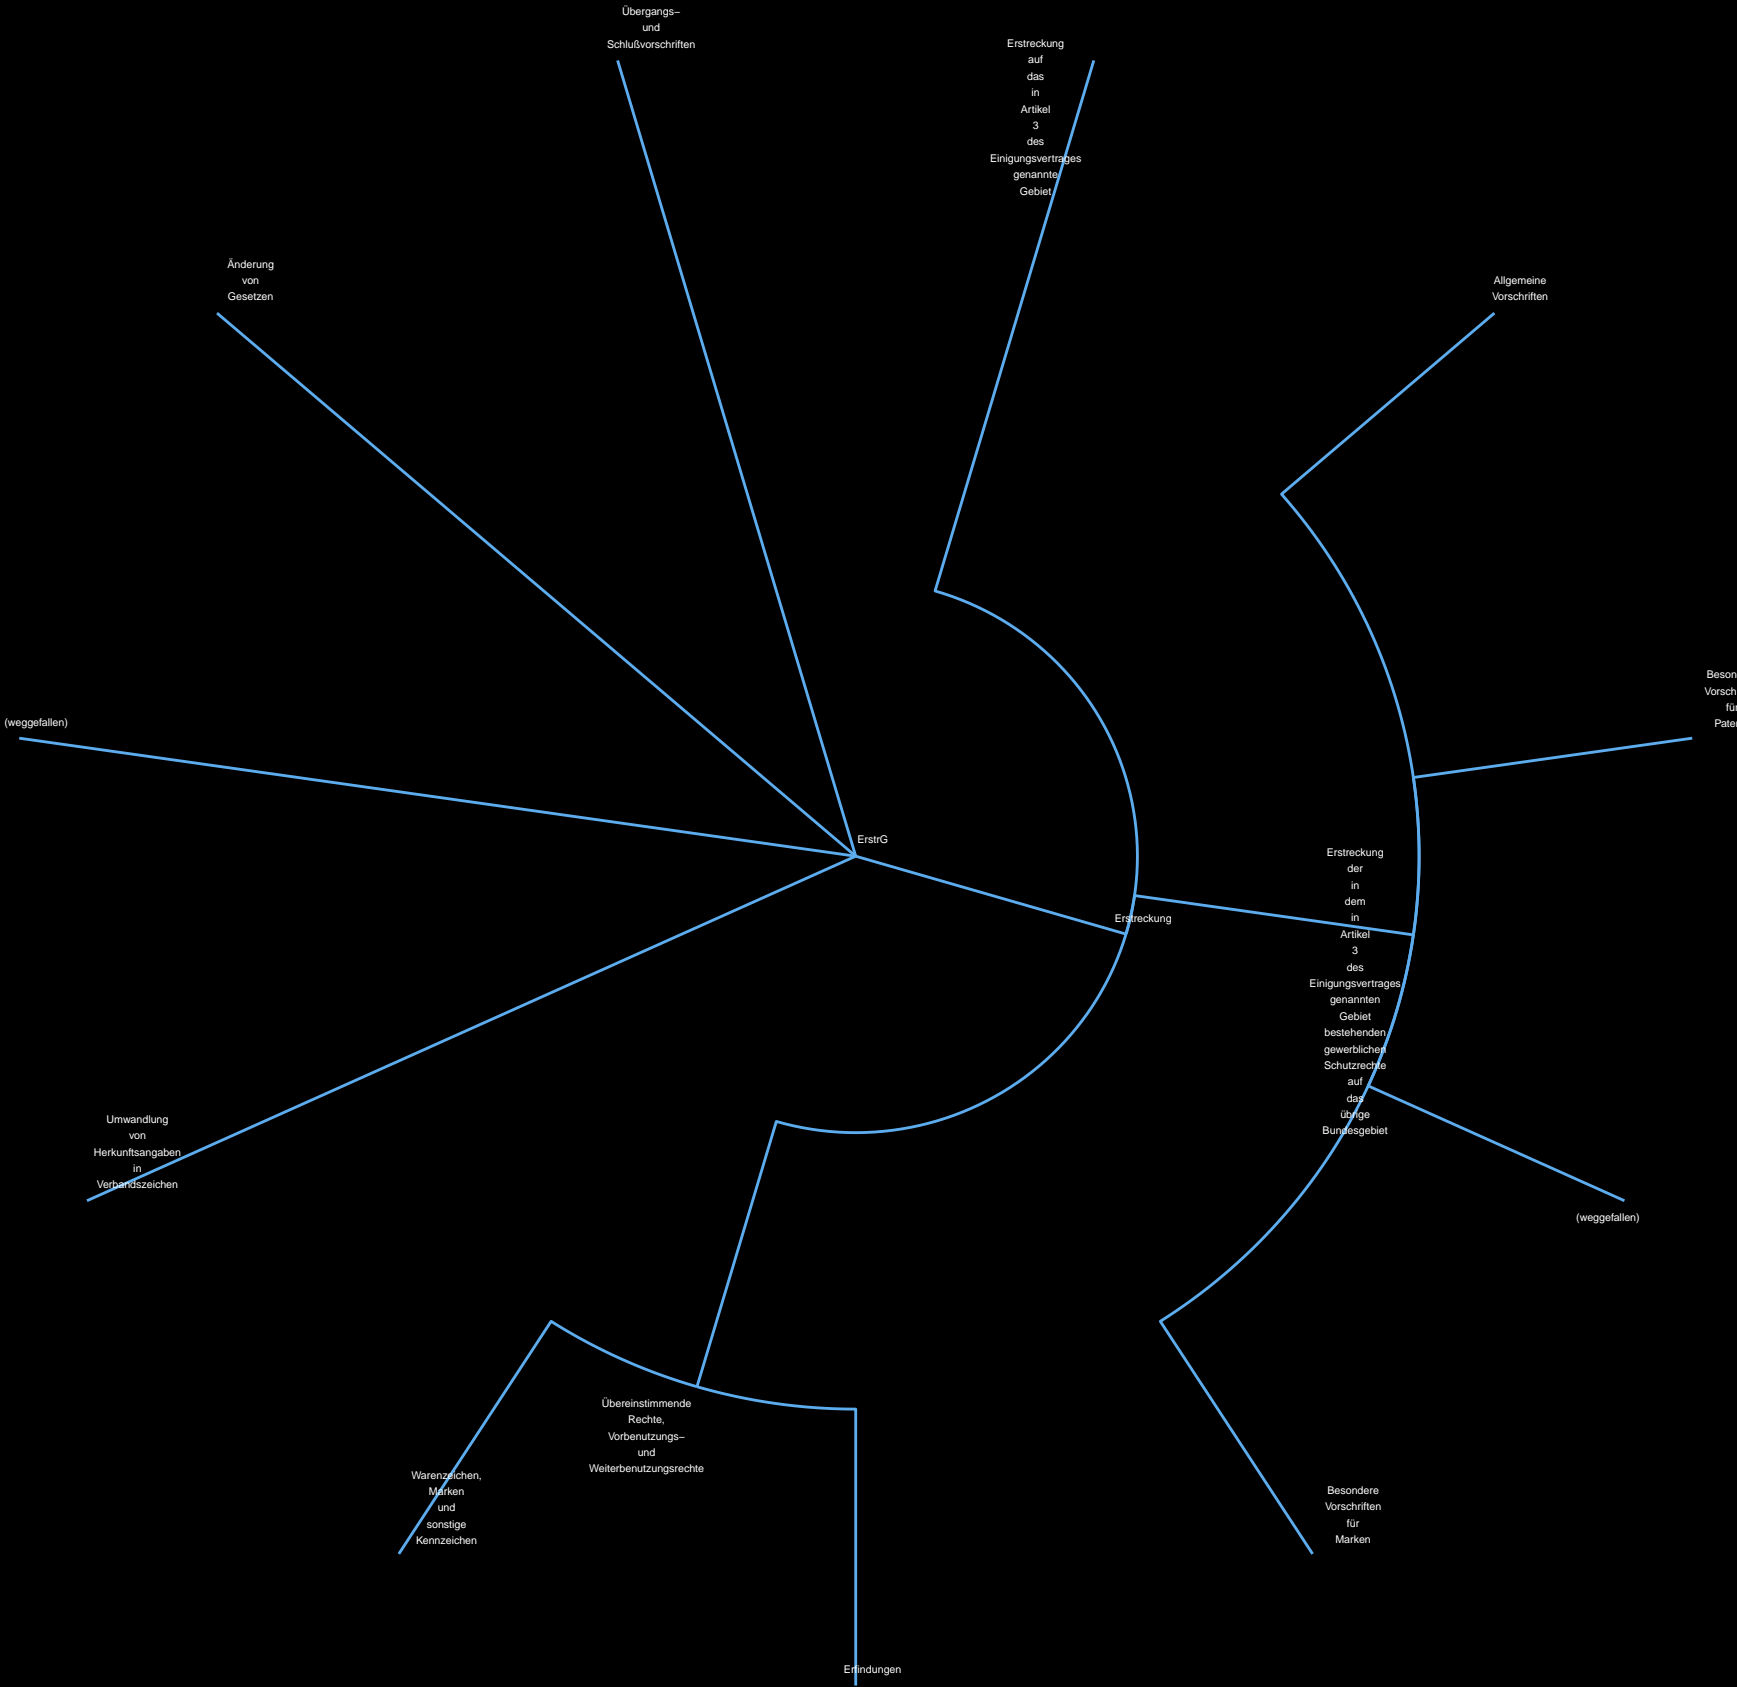 Übergangs–
und
Schlußvorschriften
Erstreckung
auf
das
in
Artikel
3
des
Einigungsvertrages
genannte
Gebiet
Änderung
von
Gesetzen
Allgemeine
Vorschriften
(weggefallen)
für
ErstrG
Erstreckung
Erstreckung
der
in
dem
in
Artikel
3
des
Einigungsvertrages
genannten
Gebiet
bestehenden
gewerblichen
Schutzrechte
auf
das
übrige
Bundesgebiet
Umwandlung
von
Herkunftsangaben
in
Verbandszeichen
(weggefallen)
Übereinstimmende
Rechte,
Vorbenutzungs–
und
Weiterbenutzungsrechte
Warenzeichen,
Marken
und
sonstige
Kennzeichen
Besondere
Vorschriften
für
Marken
Erfindungen